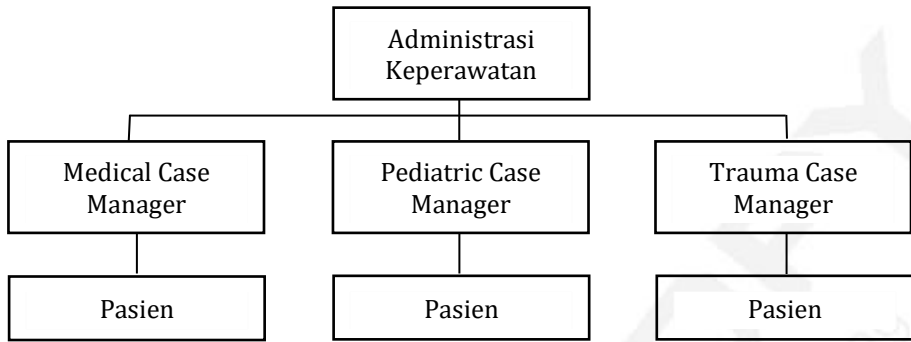 Administrasi
Keperawatan
Medical Case
Manager
Pediatric Case
Manager
Trauma Case
Manager
Pasien
Pasien
Pasien